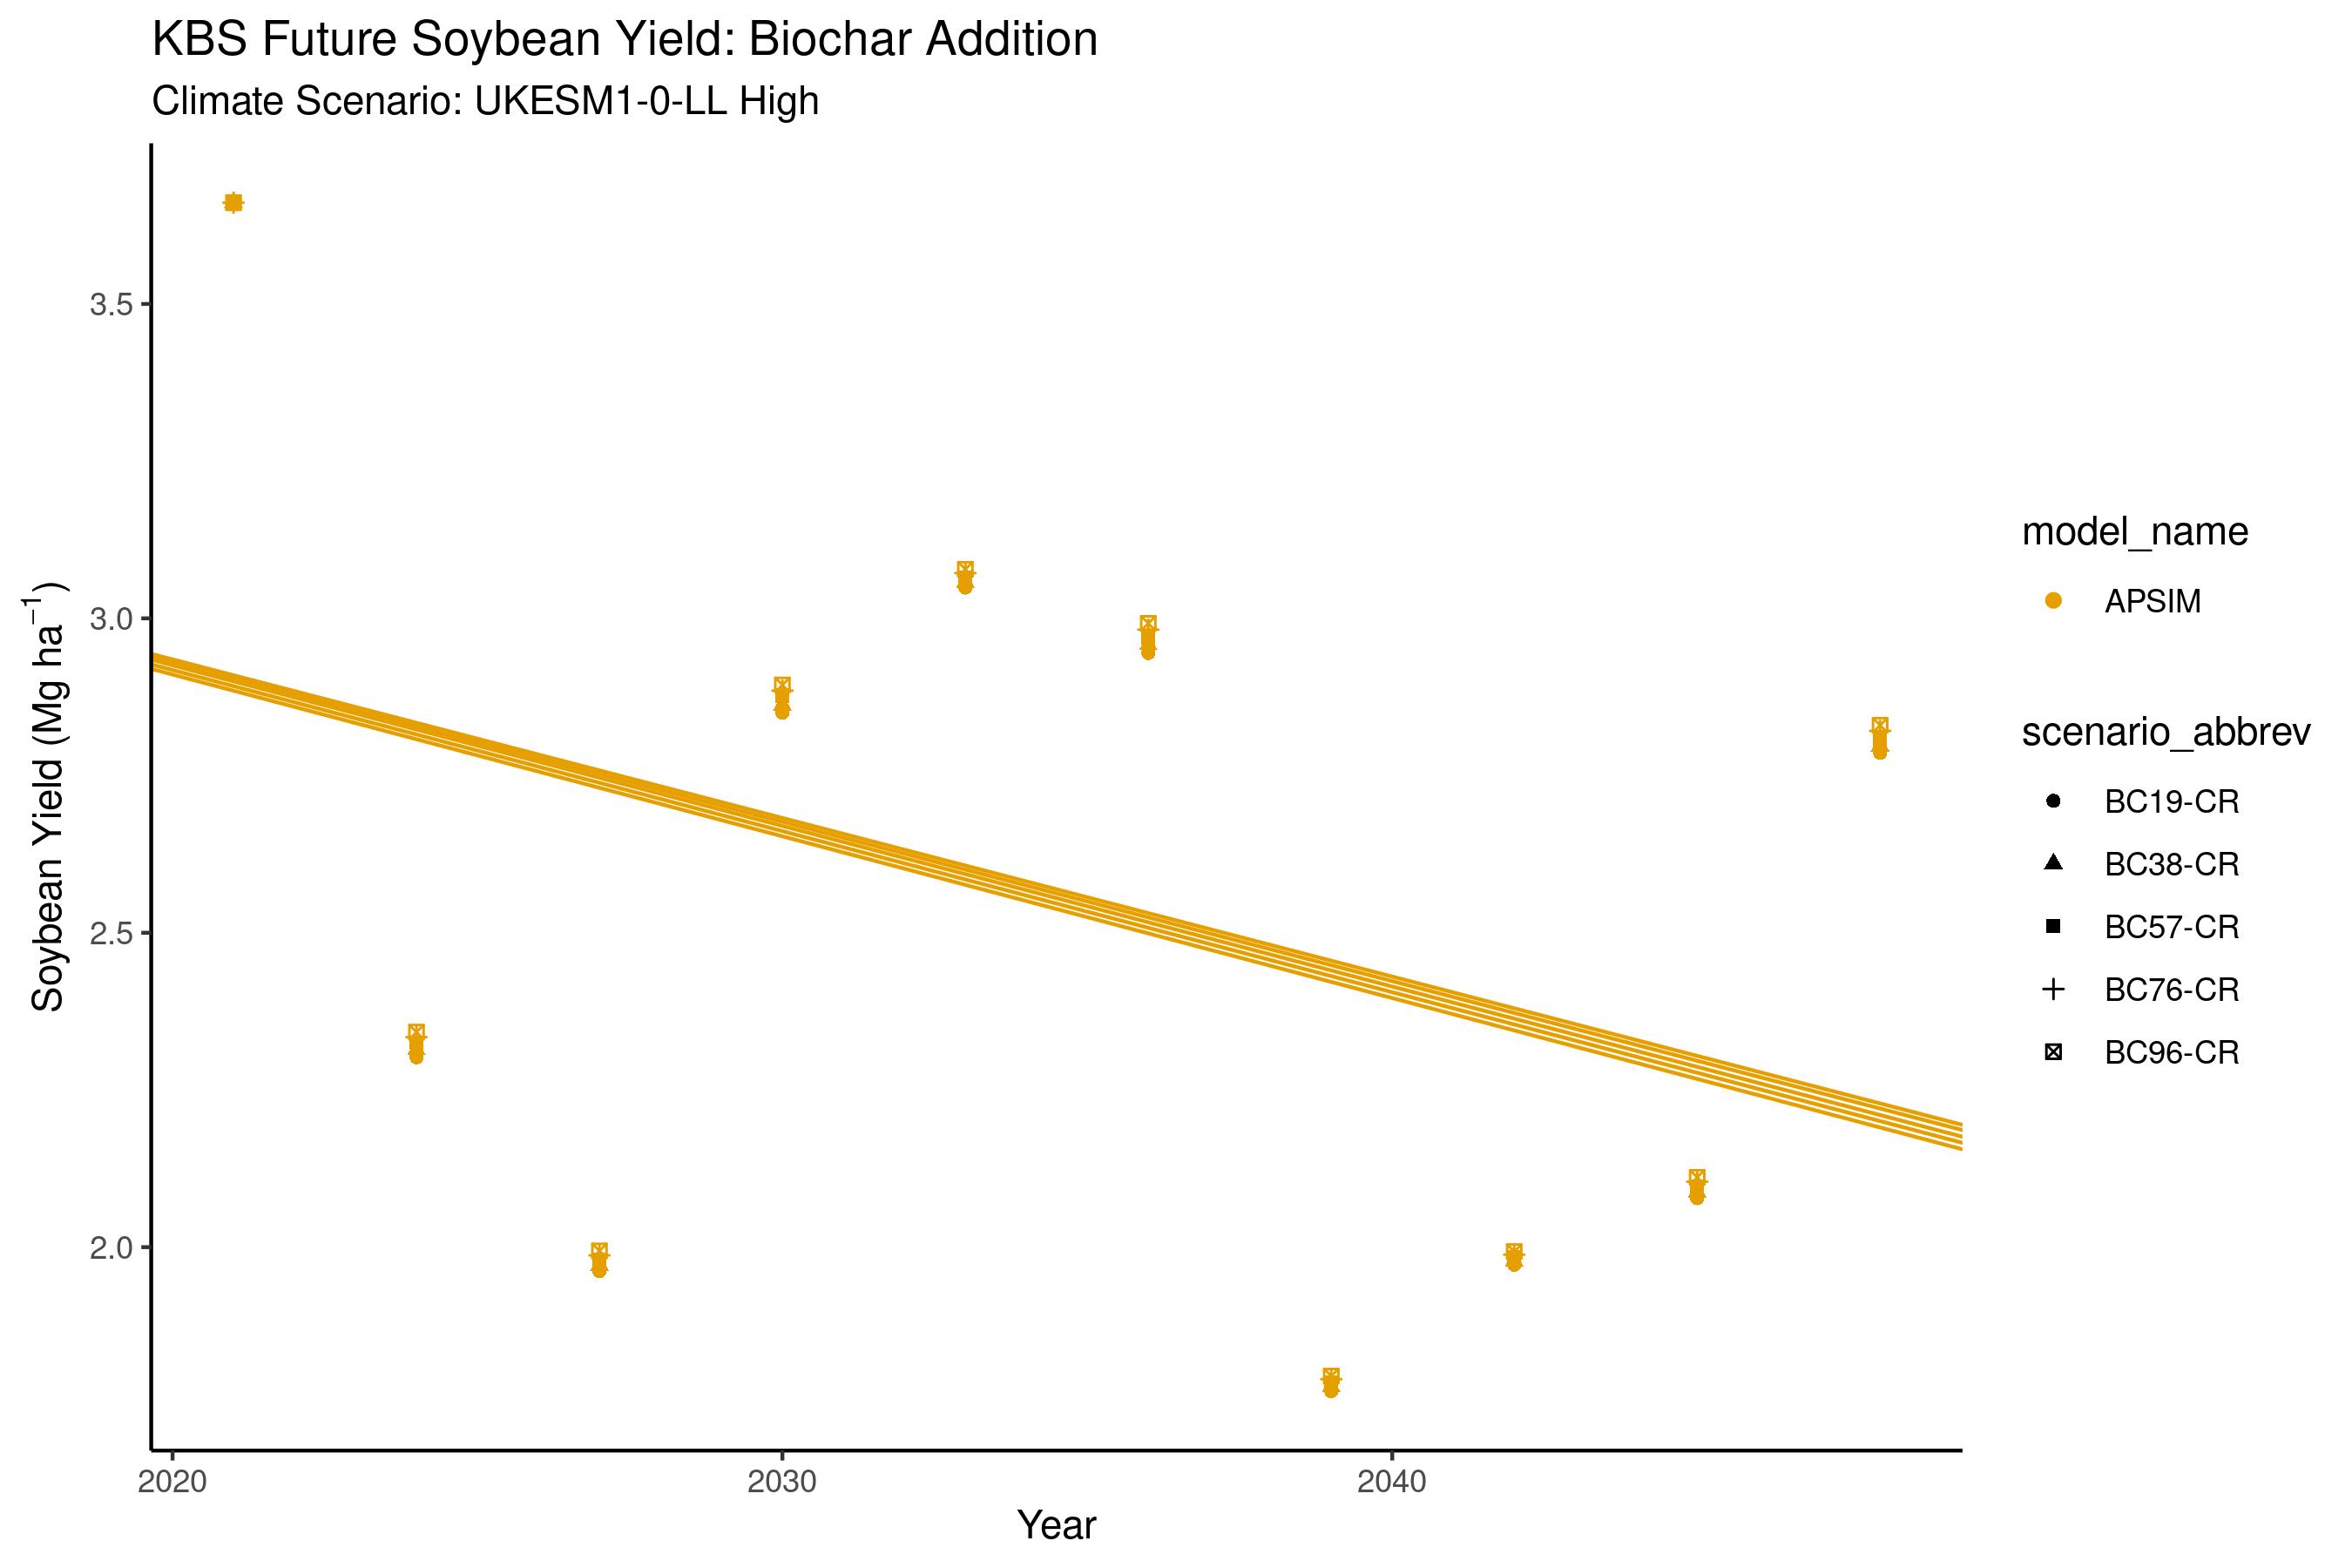 KBS Future Soybean Yield: Biochar Addition
Climate Scenario: UKESM1-0-LL High
Soybean Yield (Mg ha⁻¹)
3.5
3.0
2.5
2.0
2020
2030
2040
Year
model_name
APSIM
scenario_abbrev
BC19-CR
BC38-CR
BC57-CR
BC76-CR
BC96-CR